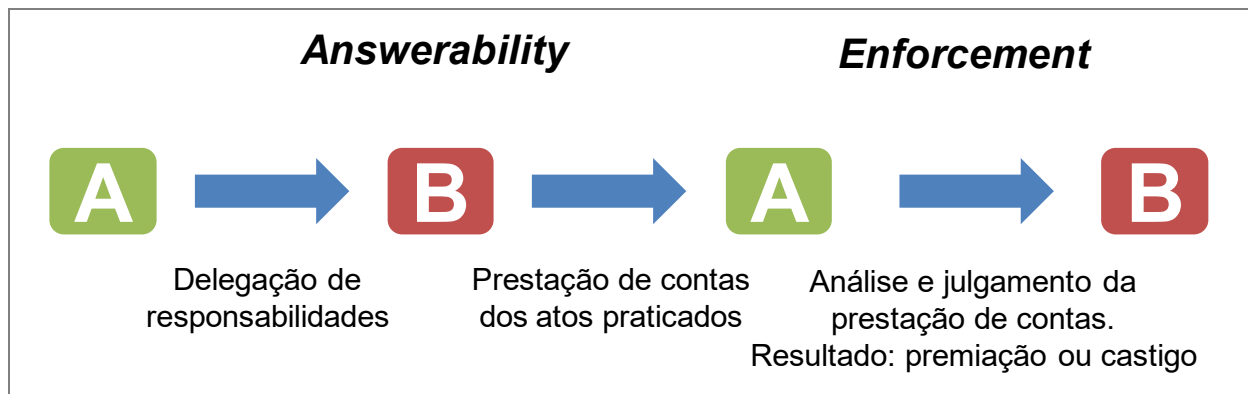 Answerability
Enforcement
A
B
A
B
Delegação de
responsabilidades
Prestação de contas
dos atos praticados
Análise e julgamento da
prestação de contas.
Resultado: premiação ou castigo